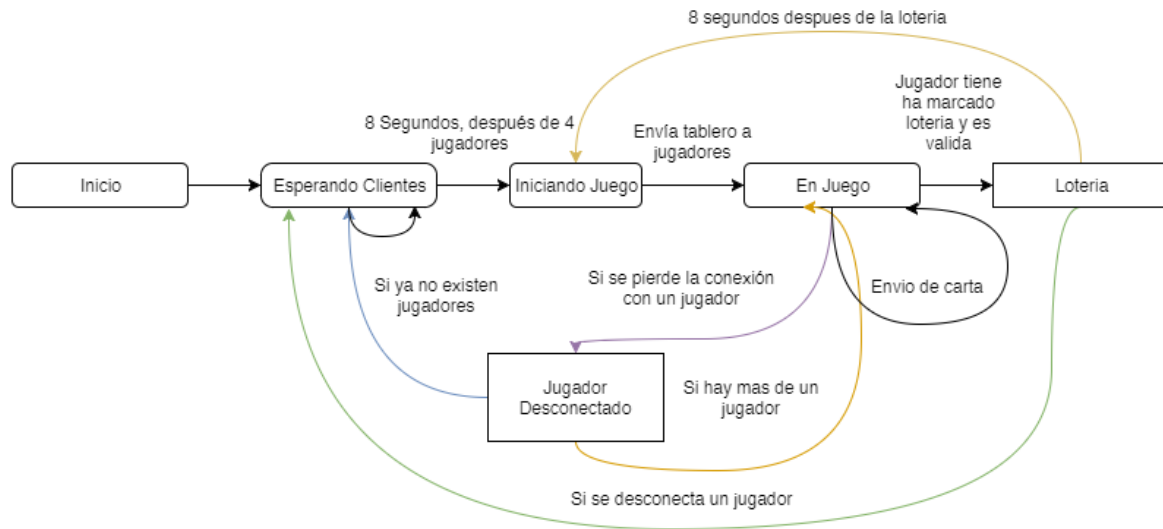 8 segundos despues de la loteria
Jugador tiene
ha marcado
loteria y es
valida
8 Segundos, después de 4
jugadores
Envía tablero a
jugadores
Inicio
Esperando Clientes
Iniciando Juego
En Juego
Loteria
Si ya no existen
jugadores
Si se pierde la conexión
con un jugador
Envio de carta
Jugador
Desconectado
Si hay mas de un
jugador
Si se desconecta un jugador